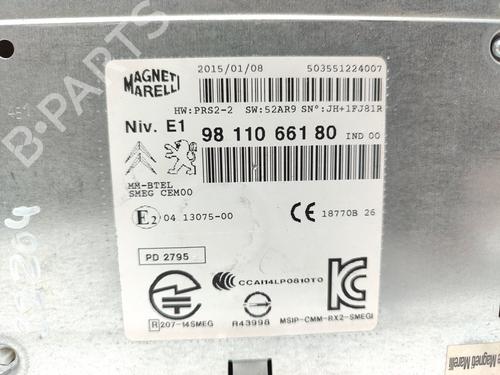 MAGNETI
MARELLI
2015/01/08
503551224007
HW:PRS2-2 SW:52AR9 SN°:JH+1FJ81R
Niv. E1
98 110 661 80 IND 00
MM-BTEL
SMEG CEM00
E2 04 13075-00
CE 18770B 26
PD 2795
CCAI14LP0810T0
R 207-14SMEG
R43998
MSIP-CMM-RX2-SMEGI
B-PARTS
Magneti Marelli